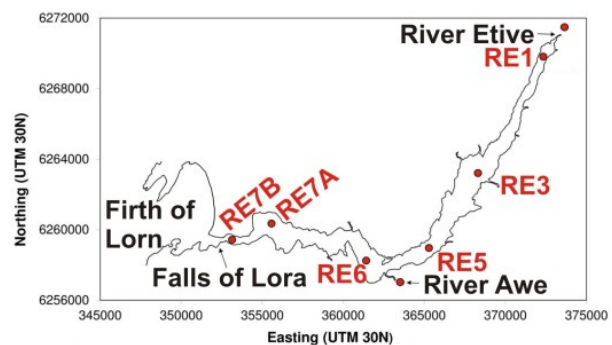 6272000
6268000
6264000
6260000
6256000
Northing (UTM 30N)
River Etive
RE1
RE3
RE7B
RE7A
Firth of
Lorn
Falls of Lora
RE6
RE5
River Awe
345000 350000 355000 360000 365000 370000 375000
Easting (UTM 30N)